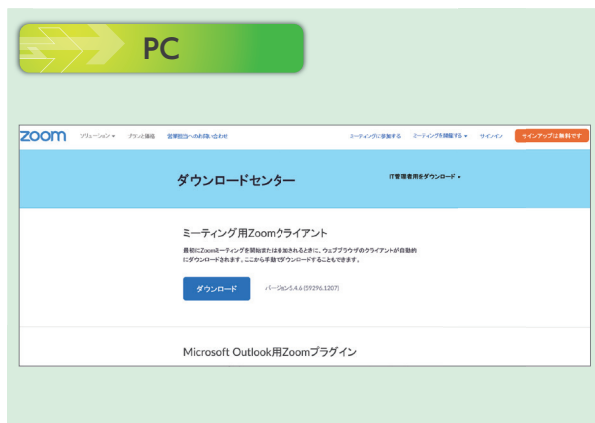 PC
zoom ソリューション プランと価格 営業担当へのお問い合わせ ミーティングに参加する ミーティングを開催する サインイン サインアップは無料です
ダウンロードセンター IT管理者用をダウンロード
ミーティング用Zoomクライアント
最初にZoomミーティングを開始または参加されるときに、ウェブブラウザのクライアントが自動的
にダウンロードされます。ここから手動でダウンロードすることもできます。
ダウンロード バージョン5.4.6 (59296.1207)
Microsoft Outlook用Zoomプラグイン